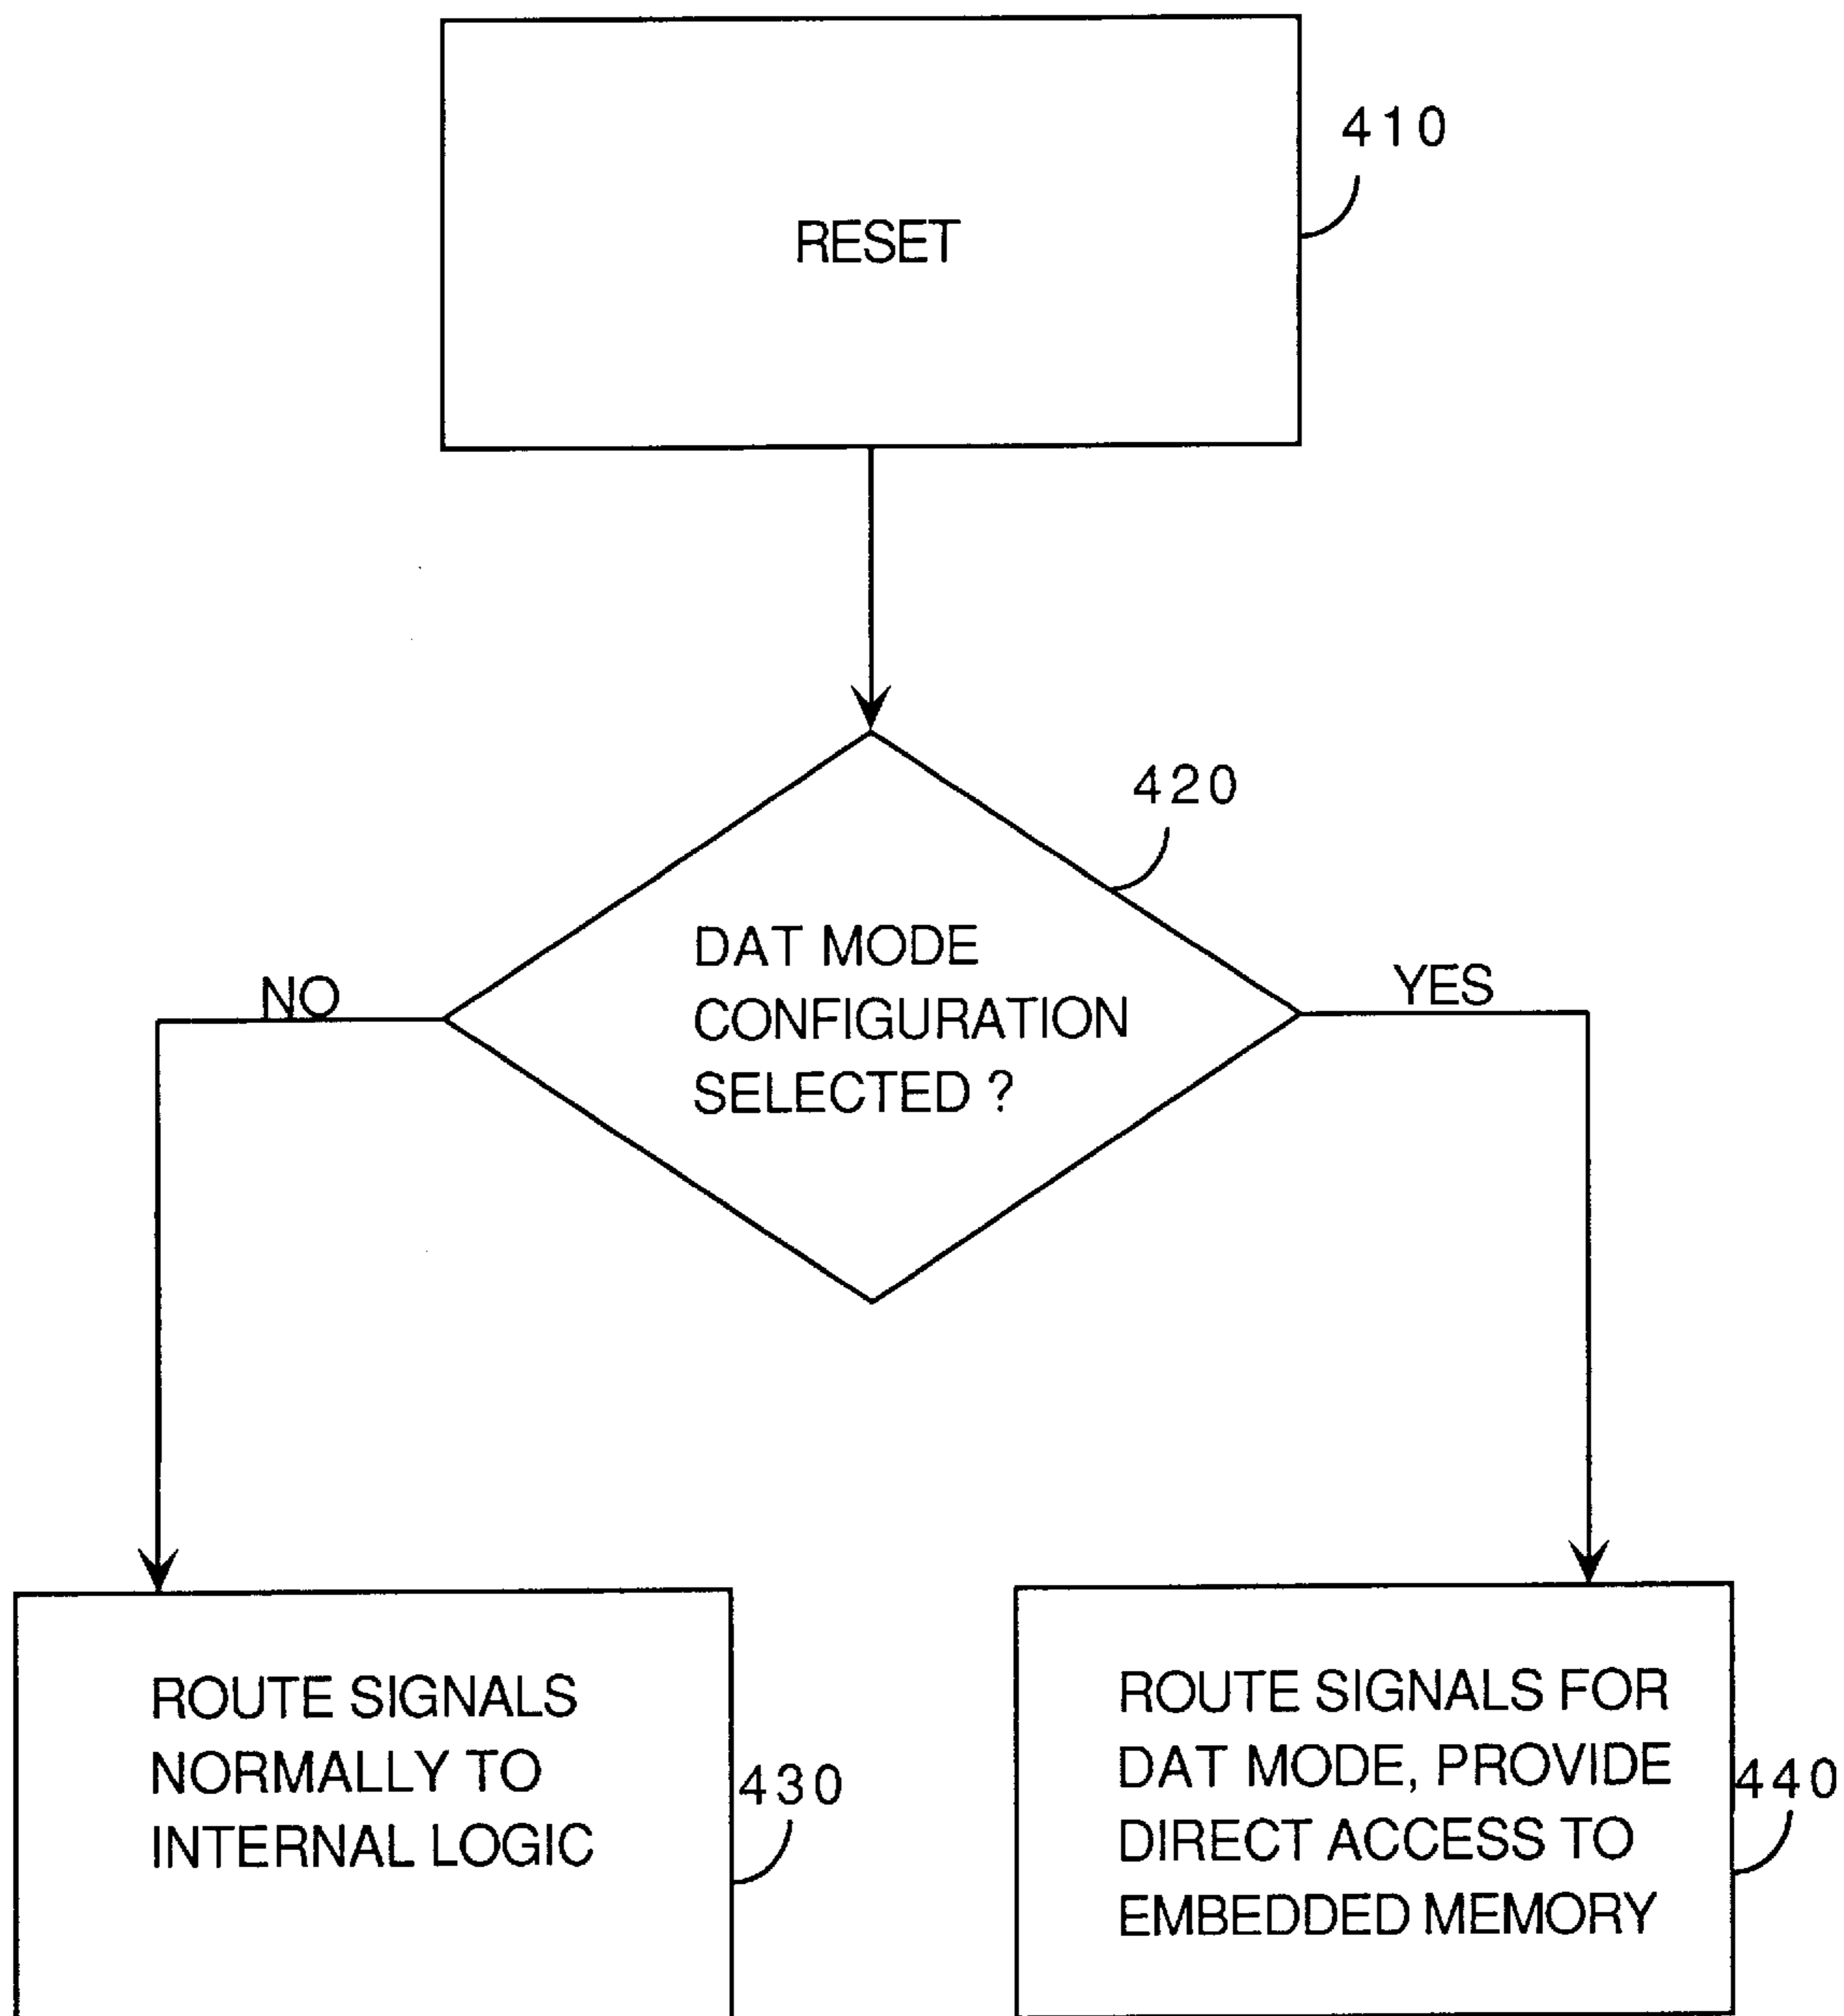 410
RESET
420
DAT MODE
CONFIGURATION
SELECTED ?
NO
YES
ROUTE SIGNALS
NORMALLY TO
INTERNAL LOGIC
430
ROUTE SIGNALS FOR
DAT MODE, PROVIDE
DIRECT ACCESS TO
EMBEDDED MEMORY
440